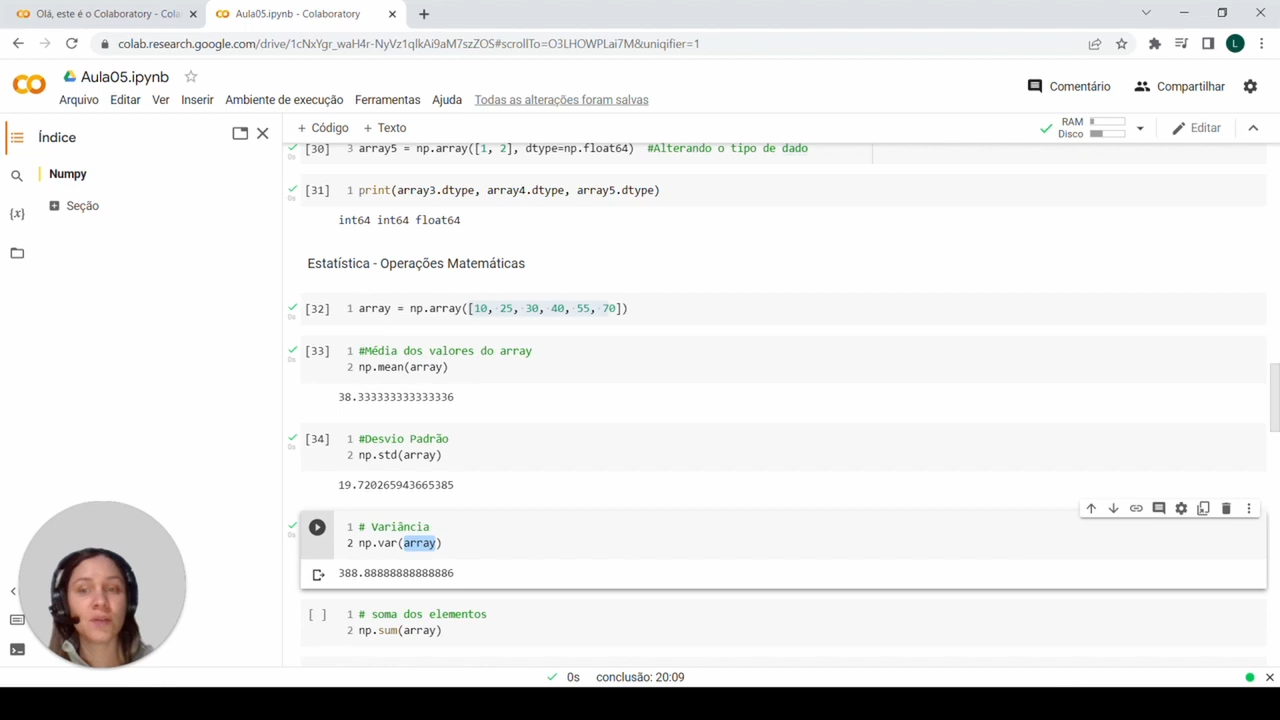 Olá, este é o Colaboratory - Cola
Aula05.ipynb - Colaboratory
colab.research.google.com/drive/1cNxYgr_waH4r-NyVz1qlkAi9aM7szZOS#scrollTo=O3LHOWPLai7M&uniqifier=1
L
Aula05.ipynb
Comentário
Compartilhar
Arquivo Editar Ver Inserir Ambiente de execução Ferramentas Ajuda Todas as alterações foram salvas
Índice
+ Código + Texto
RAM
Disco
Editar
Numpy
Seção
{x}
[30] 3 array5 = np.array([1, 2], dtype=np.float64) #Alterando o tipo de dado
0s
[31] 1 print(array3.dtype, array4.dtype, array5.dtype)
0s
int64 int64 float64
Estatística - Operações Matemáticas
[32] 1 array = np.array([10, 25, 30, 40, 55, 70])
0s
[33] 1 #Média dos valores do array
0s
2 np.mean(array)
38.333333333333336
[34] 1 #Desvio Padrão
0s
2 np.std(array)
19.720265943665385
1 # Variância
0s
2 np.var(array)
388.88888888888886
[ ] 1 # soma dos elementos
2 np.sum(array)
0s conclusão: 20:09